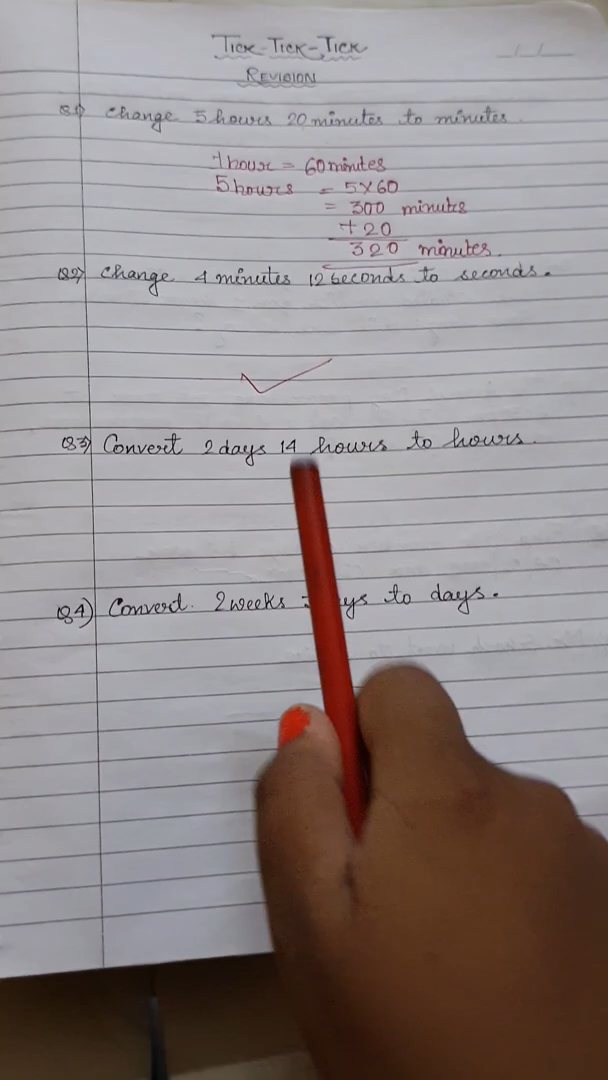 TICK-TICK-TICK
REVISION
Q1) Change 5 hours 20 minutes to minutes.
1 hour = 60 minutes
5 hours = 5×60
= 300 minutes
+ 20
320 minutes.
Q2) Change 4 minutes 12 seconds to seconds.
Q3) Convert 2 days 14 hours to hours.
Q4) Convert. 2 weeks to days.